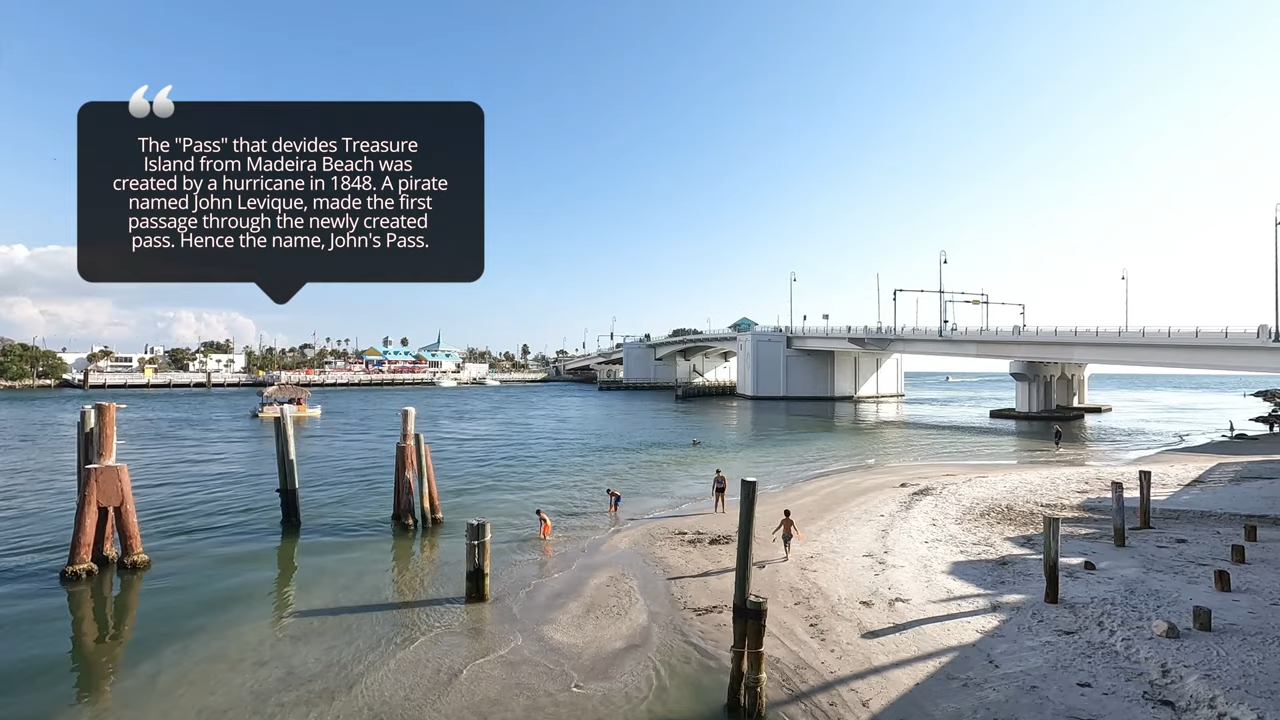 The "Pass" that devides Treasure
Island from Madeira Beach was
created by a hurricane in 1848. A pirate
named John Levique, made the first
passage through the newly created
pass. Hence the name, John's Pass.